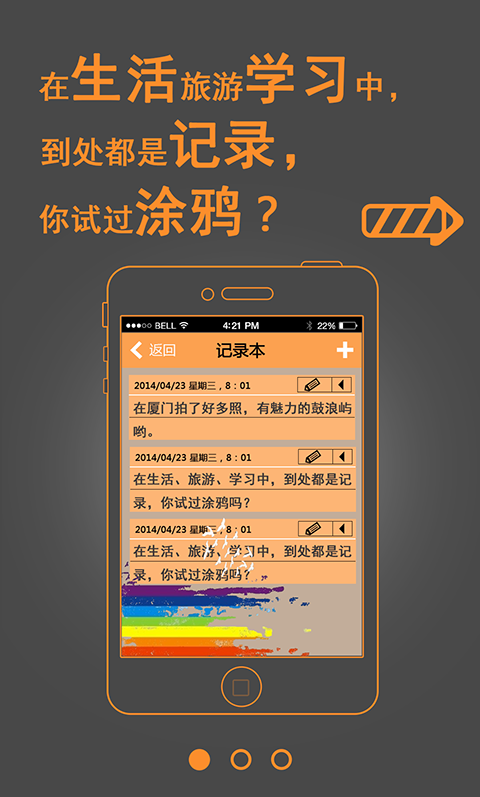 在生活旅游学习中，
到处都是记录，
你试过涂鸦？
BELL 4:21 PM 22%
返回 记录本
2014/04/23 星期三，8：01
在厦门拍了好多照，有魅力的鼓浪屿
哟。
2014/04/23 星期三，8：01
在生活、旅游、学习中，到处都是记
录，你试过涂鸦吗？
2014/04/23 星期三，8：01
在生活、旅游、学习中，到处都是记
录，你试过涂鸦吗？